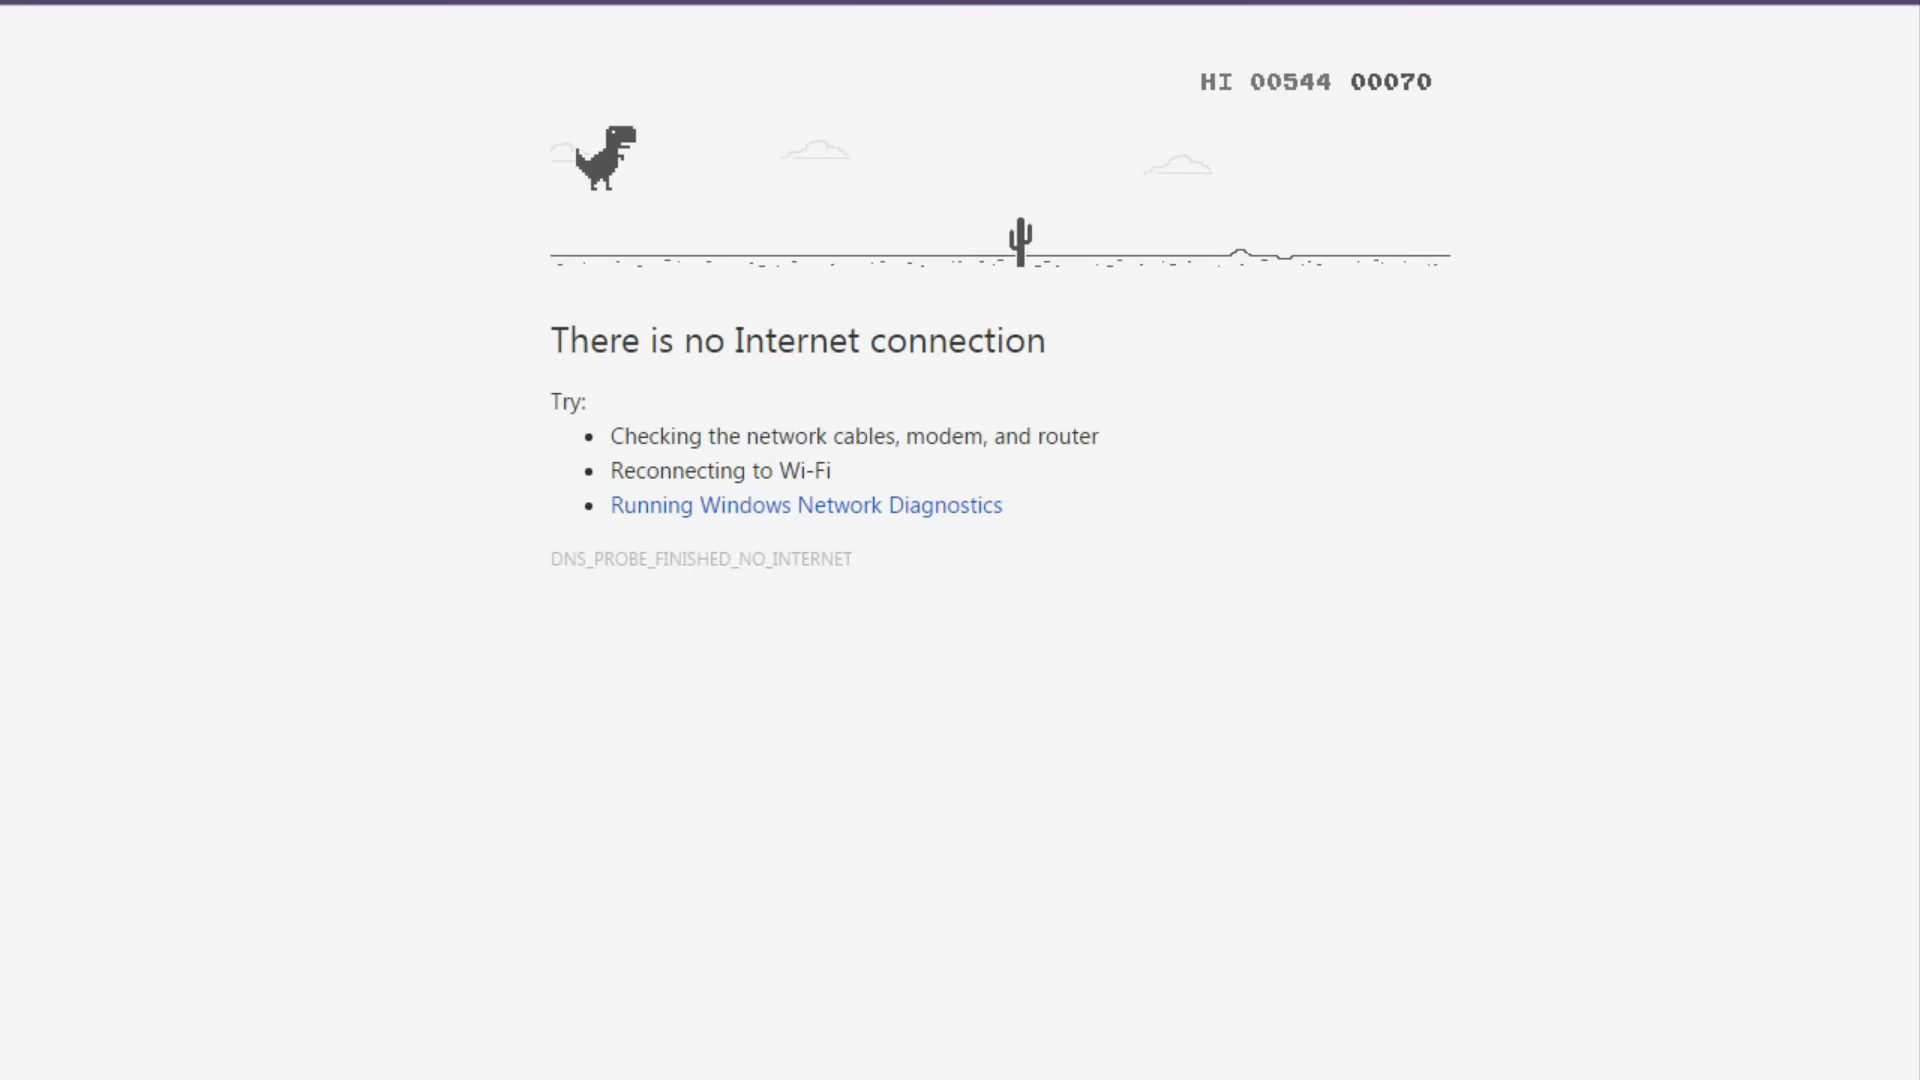 HI 00544 00070
There is no Internet connection
Try:
Checking the network cables, modem, and router
Reconnecting to Wi-Fi
Running Windows Network Diagnostics
DNS_PROBE_FINISHED_NO_INTERNET